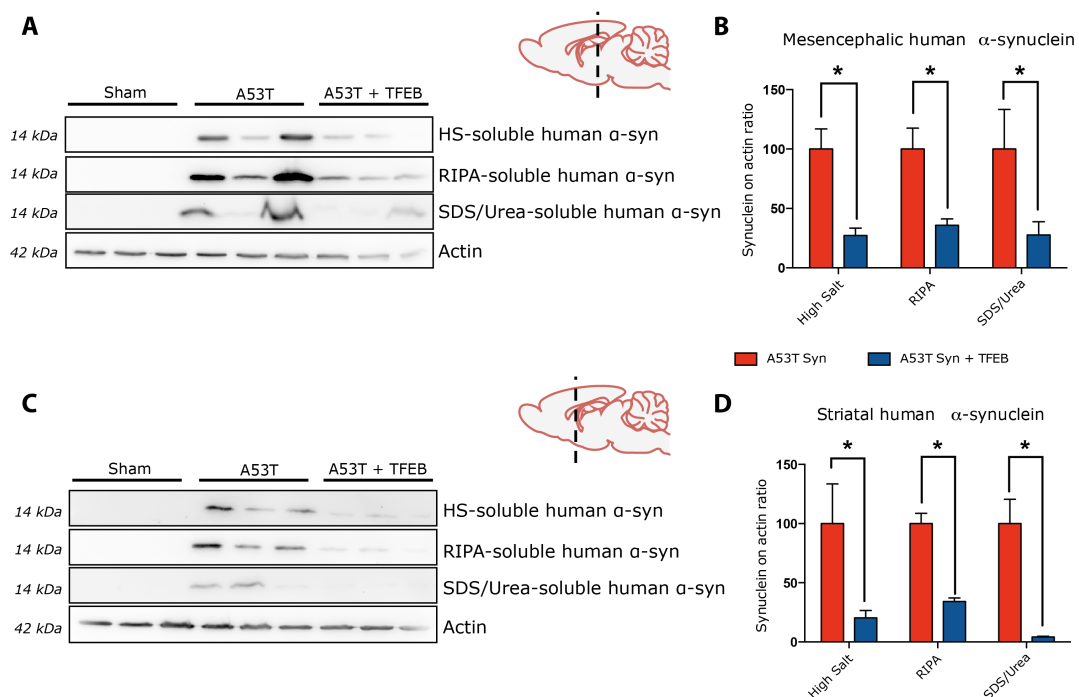 A
Sham A53T A53T + TFEB
14 kDa HS-soluble human α-syn
14 kDa RIPA-soluble human α-syn
14 kDa SDS/Urea-soluble human α-syn
42 kDa Actin
B
Mesencephalic human α-synuclein
* * *
Synuclein on actin ratio
150
100
50
0
High Salt RIPA SDS/Urea
A53T Syn A53T Syn + TFEB
C
Sham A53T A53T + TFEB
14 kDa HS-soluble human α-syn
14 kDa RIPA-soluble human α-syn
14 kDa SDS/Urea-soluble human α-syn
42 kDa Actin
D
Striatal human α-synuclein
* * *
Synuclein on actin ratio
150
100
50
0
High Salt RIPA SDS/Urea